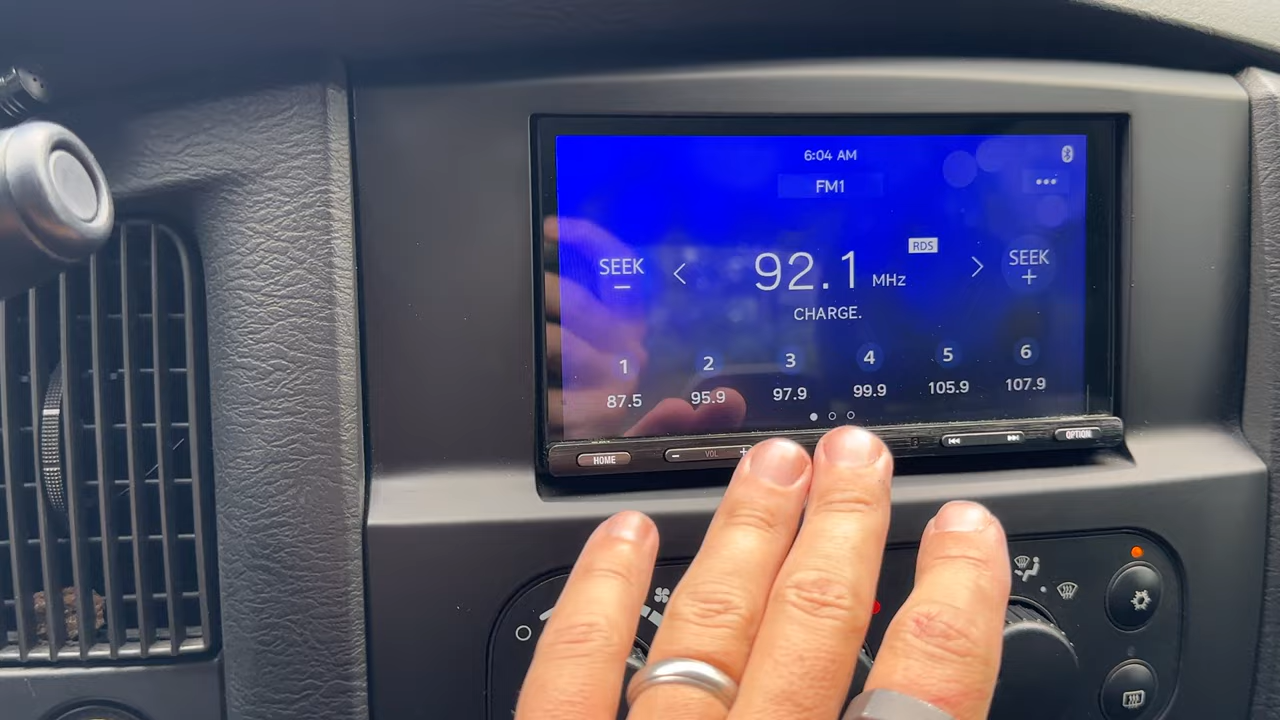 6:04 AM
FM1
RDS
SEEK
−
92.1 MHz
SEEK
+
CHARGE.
1
2
3
4
5
6
87.5
95.9
97.9
99.9
105.9
107.9
HOME
− VOL +
OPTION